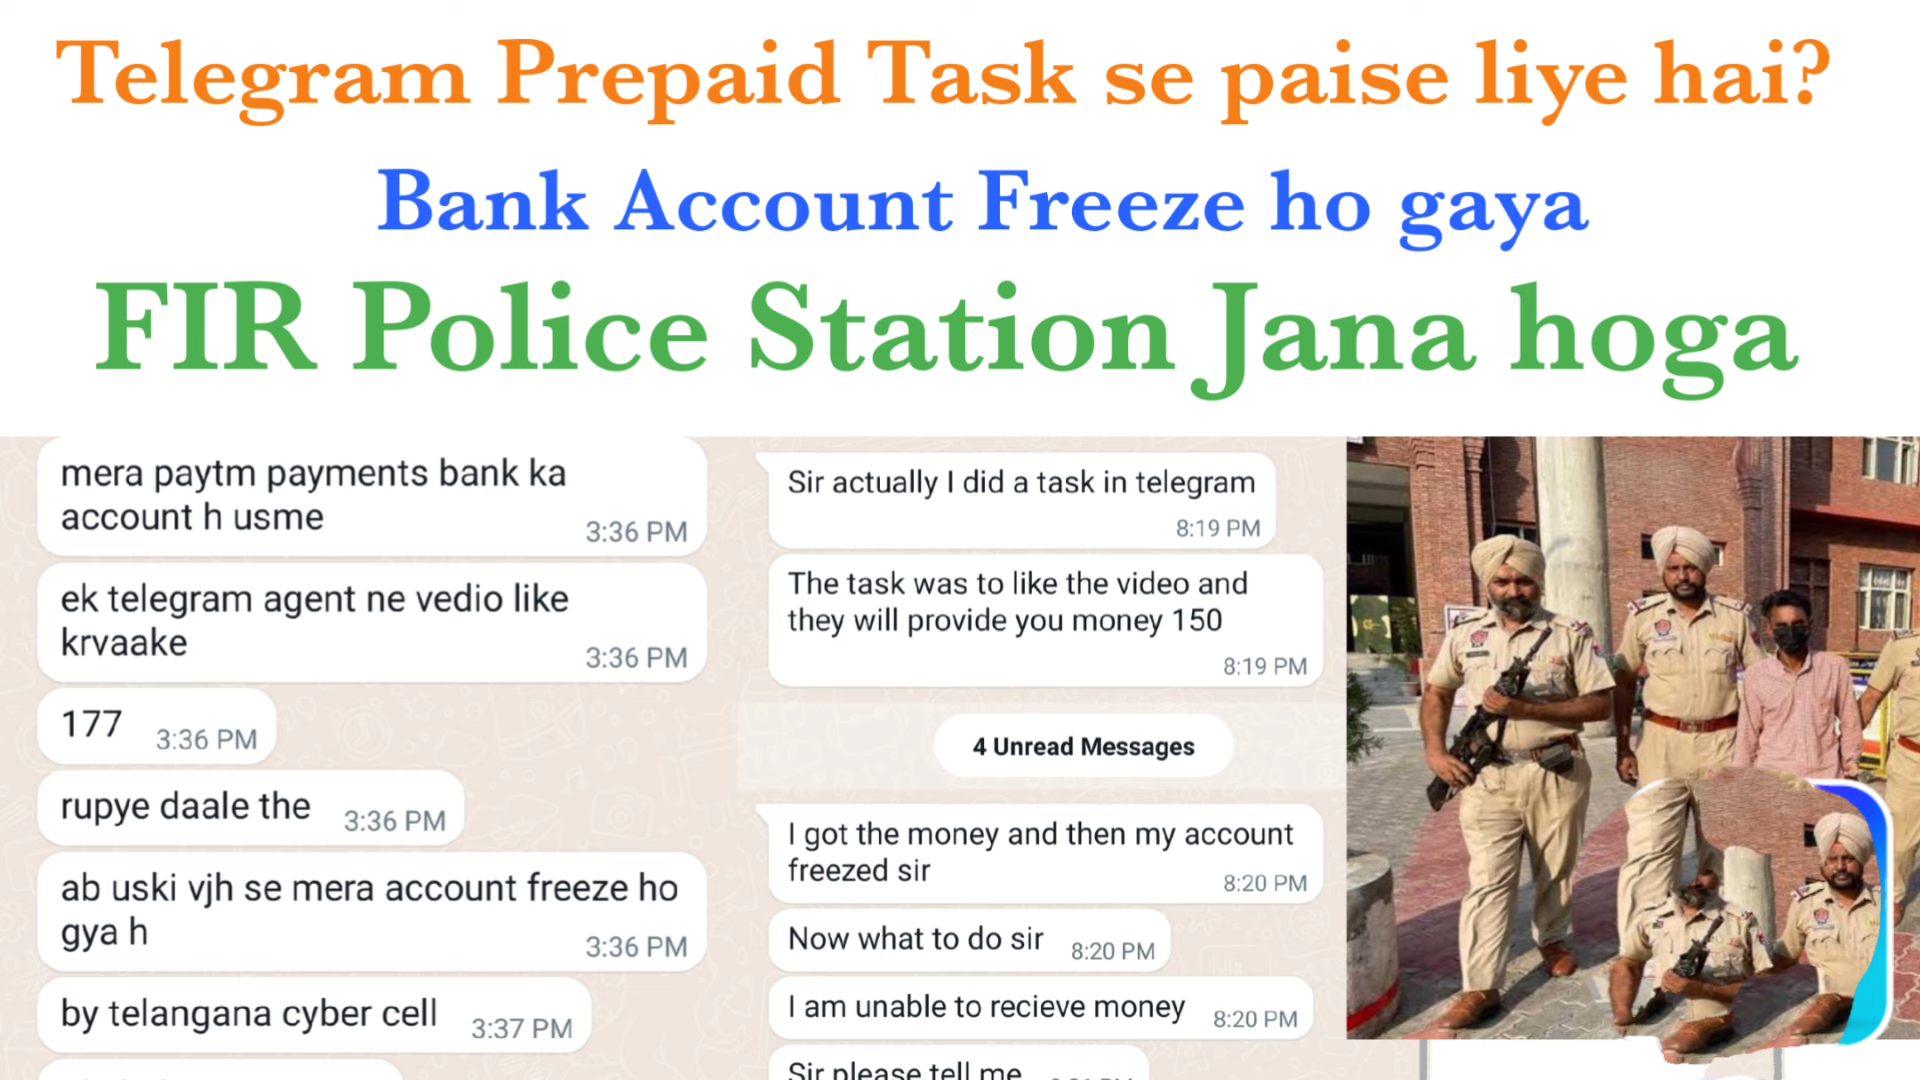 Telegram Prepaid Task se paise liye hai?
Bank Account Freeze ho gaya
FIR Police Station Jana hoga
mera paytm payments bank ka
account h usme
3:36 PM
ek telegram agent ne vedio like
krvaake
3:36 PM
177 3:36 PM
rupye daale the 3:36 PM
ab uski vjh se mera account freeze ho
gya h
3:36 PM
by telangana cyber cell 3:37 PM
Sir actually I did a task in telegram
8:19 PM
The task was to like the video and
they will provide you money 150
8:19 PM
4 Unread Messages
I got the money and then my account
freezed sir
8:20 PM
Now what to do sir 8:20 PM
I am unable to recieve money 8:20 PM
Sir please tell me